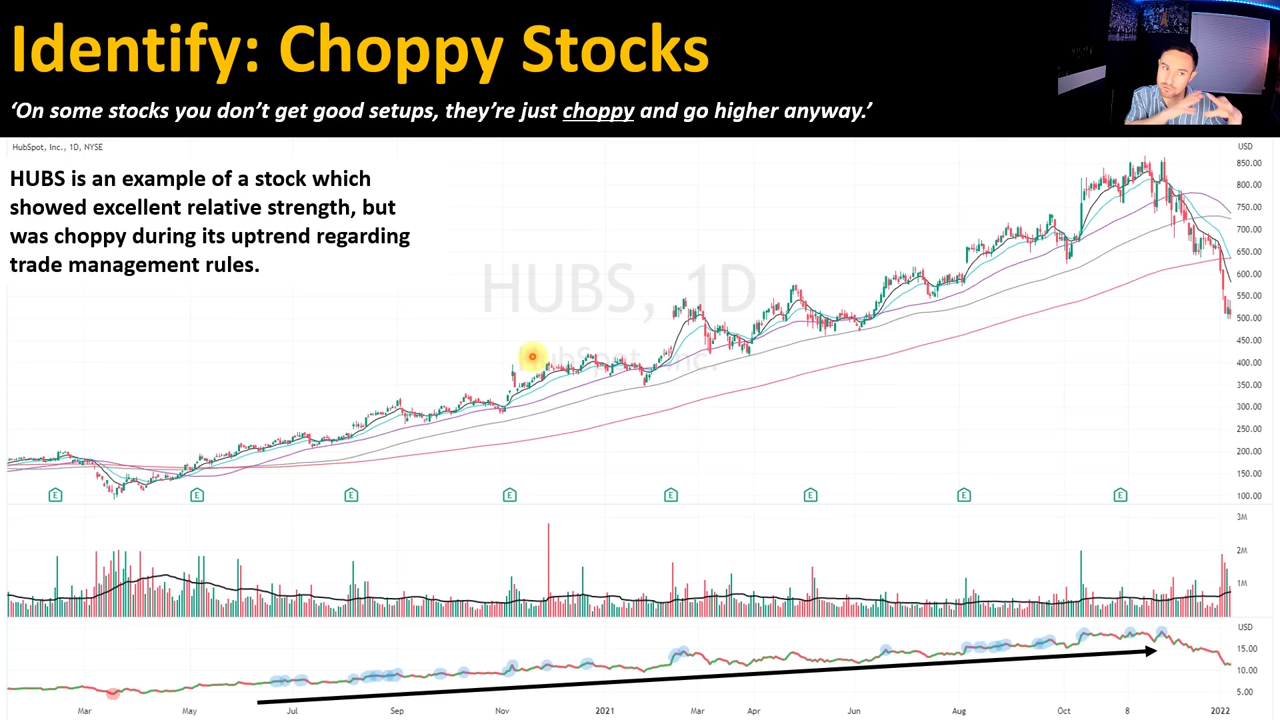 Identify: Choppy Stocks
‘On some stocks you don’t get good setups, they’re just choppy and go higher anyway.’
HubSpot, Inc., 1D, NYSE
USD
HUBS is an example of a stock which
showed excellent relative strength, but
was choppy during its uptrend regarding
trade management rules.
HUBS, 1D
HubSpot, Inc.
850.00
800.00
750.00
700.00
650.00
600.00
550.00
500.00
450.00
400.00
350.00
300.00
250.00
200.00
150.00
100.00
E E E E E E E E
3M
2M
1M
USD
15.00
10.00
5.00
Mar May Jul Sep Nov 2021 Mar Apr Jun Aug Oct 8 2022